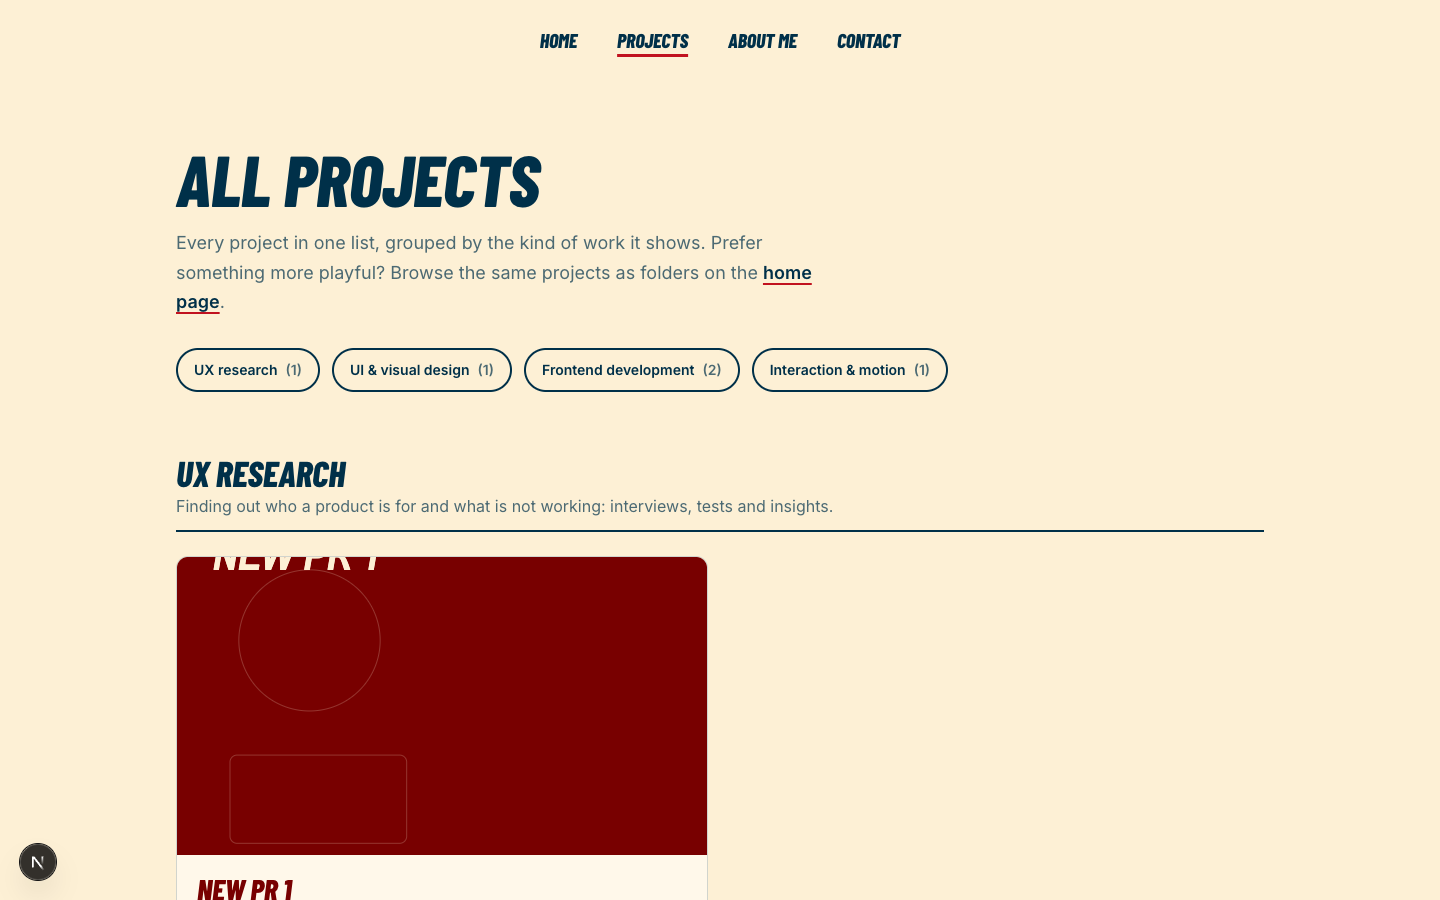 HOME PROJECTS ABOUT ME CONTACT
ALL PROJECTS
Every project in one list, grouped by the kind of work it shows. Prefer
something more playful? Browse the same projects as folders on the home
page.
UX research (1) UI & visual design (1) Frontend development (2) Interaction & motion (1)
UX RESEARCH
Finding out who a product is for and what is not working: interviews, tests and insights.
NEW PR 1
N
NEW PR 1